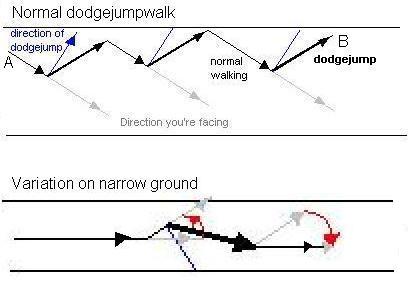 Normal dodgejumpwalk
direction of
dodgejump
A
B
normal
walking
dodgejump
Direction you're facing
Variation on narrow ground